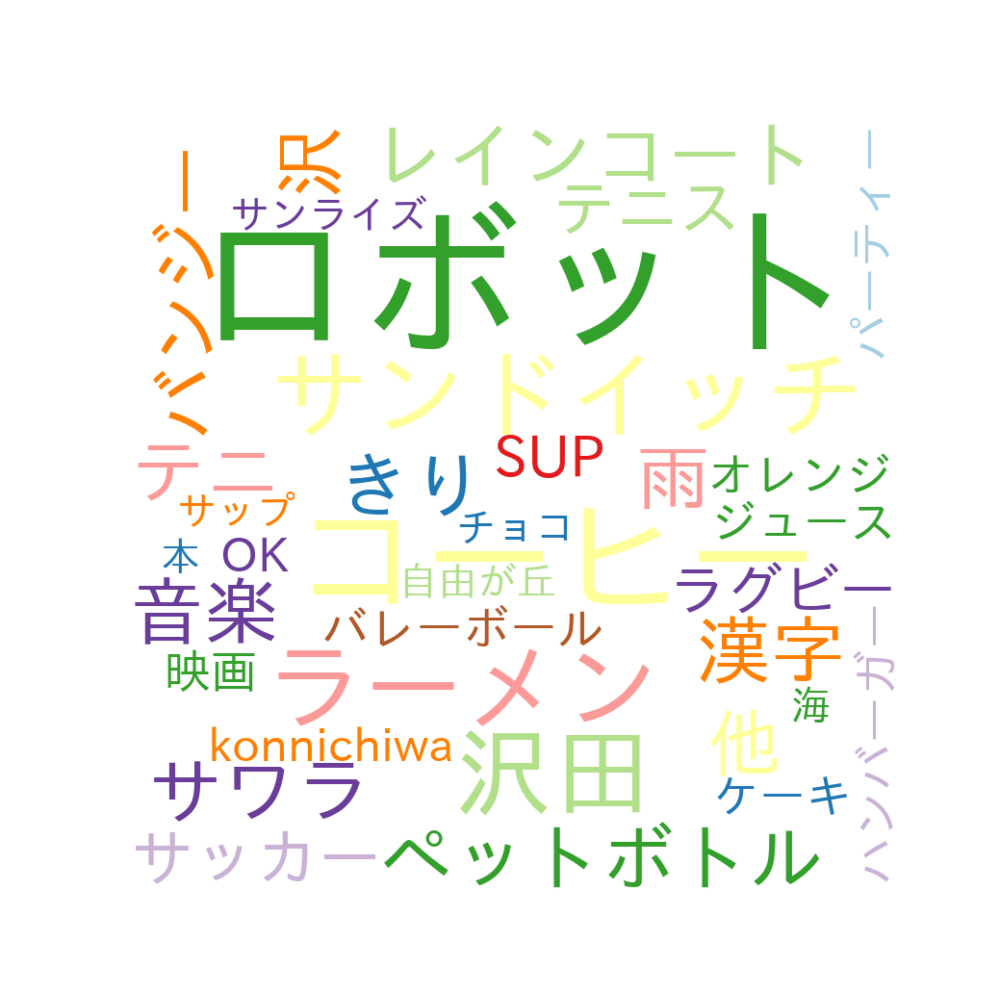 沢
レインコート
バンジー
サンライズ
テニス
パーティー
ロボット
サンドイッチ
SUP
テニ
きり
雨
オレンジ
サップ
チョコ
ジュース
本
OK
コーヒー
自由が丘
ラグビー
音楽
バレーボール
漢字
映画
ラーメン
海
ハンバーガー
konnichiwa
沢田
他
サワラ
ケーキ
サッカー
ペットボトル